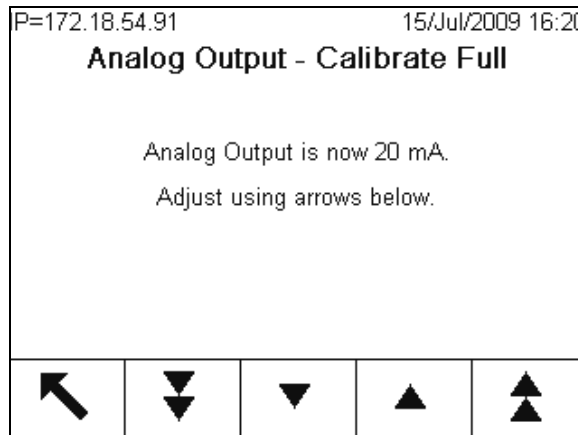 IP=172.18.54.91 15/Jul/2009 16:20
Analog Output - Calibrate Full
Analog Output is now 20 mA.
Adjust using arrows below.